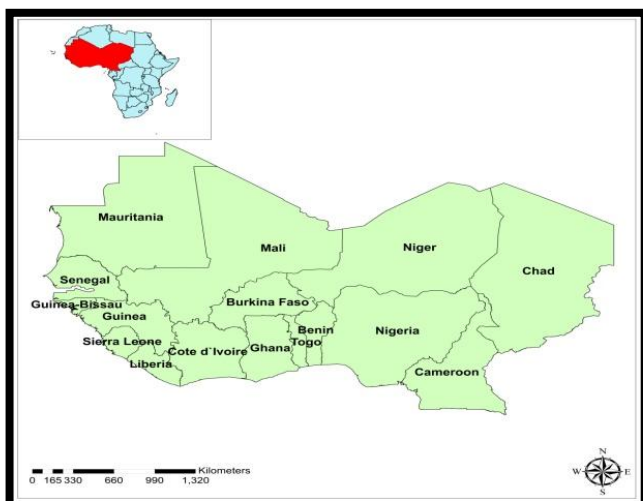 Mauritania
Mali
Niger
Chad
Senegal
Guinea-Bissau
Burkina Faso
Guinea
Benin
Nigeria
Sierra Leone
Cote d`Ivoire
Ghana
Togo
Liberia
Cameroon
Kilometers
0 165 330 660 990 1,320
N
W E
S